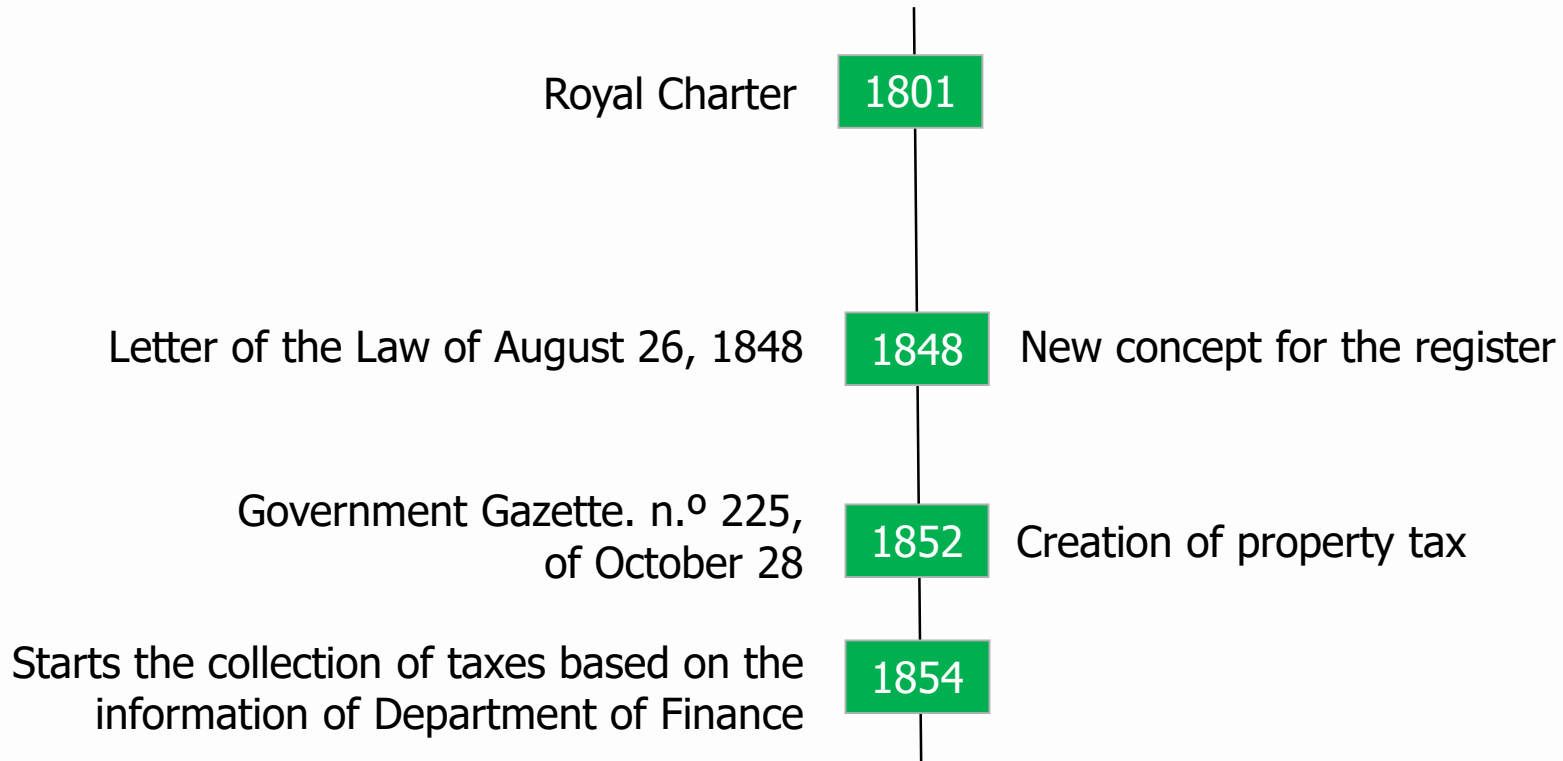 Royal Charter 1801
Letter of the Law of August 26, 1848 1848 New concept for the register
Government Gazette. n.º 225,
of October 28
1852 Creation of property tax
Starts the collection of taxes based on the
information of Department of Finance
1854